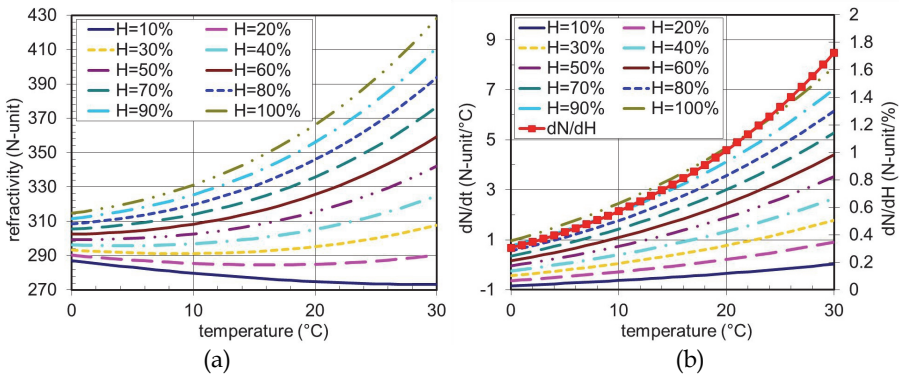 430
410
390
370
350
330
310
290
270
refractivity (N-unit)
H=10% H=20%
H=30% H=40%
H=50% H=60%
H=70% H=80%
H=90% H=100%
0 10 20 30
temperature (°C)
(a)
9
7
5
3
1
-1
dN/dt (N-unit/°C)
H=10% H=20%
H=30% H=40%
H=50% H=60%
H=70% H=80%
H=90% H=100%
dN/dH
2
1.8
1.6
1.4
1.2
1
0.8
0.6
0.4
0.2
0
dN/dH (N-unit/%)
0 10 20 30
temperature (°C)
(b)